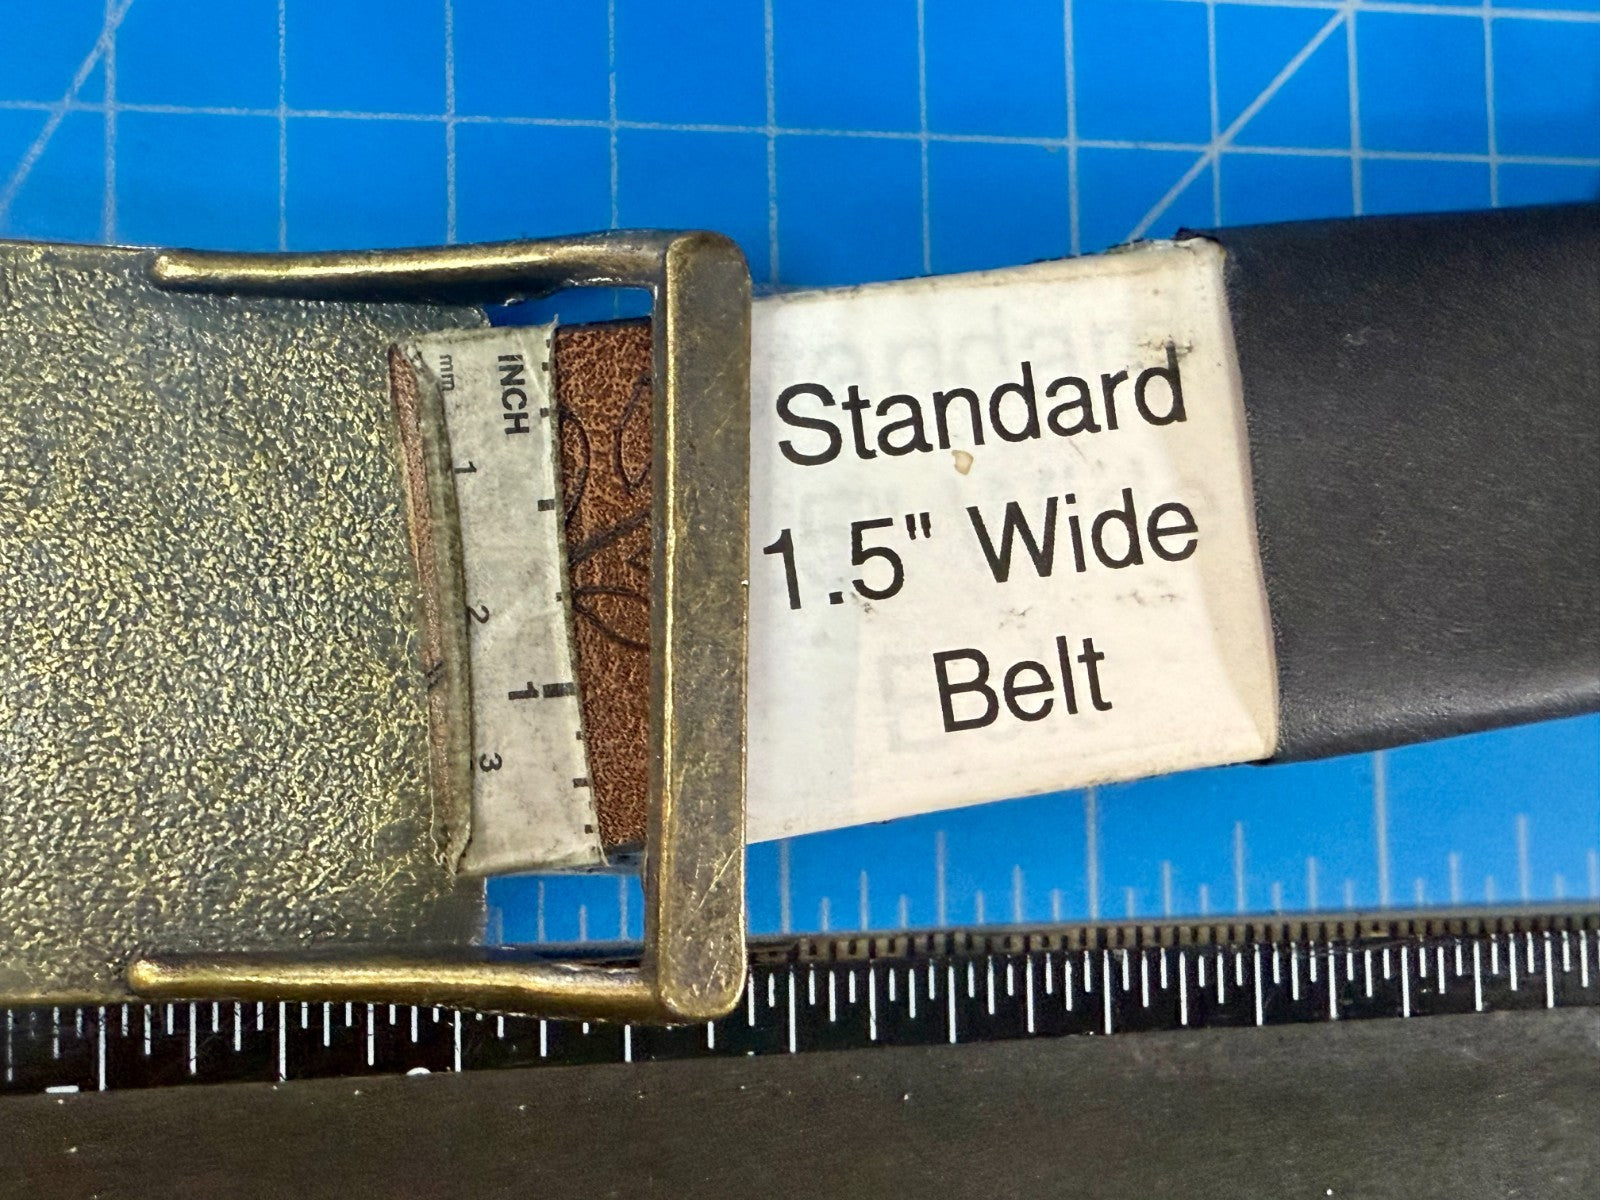 mm
INCH
1
2
1
3
Standard
1.5" Wide
Belt